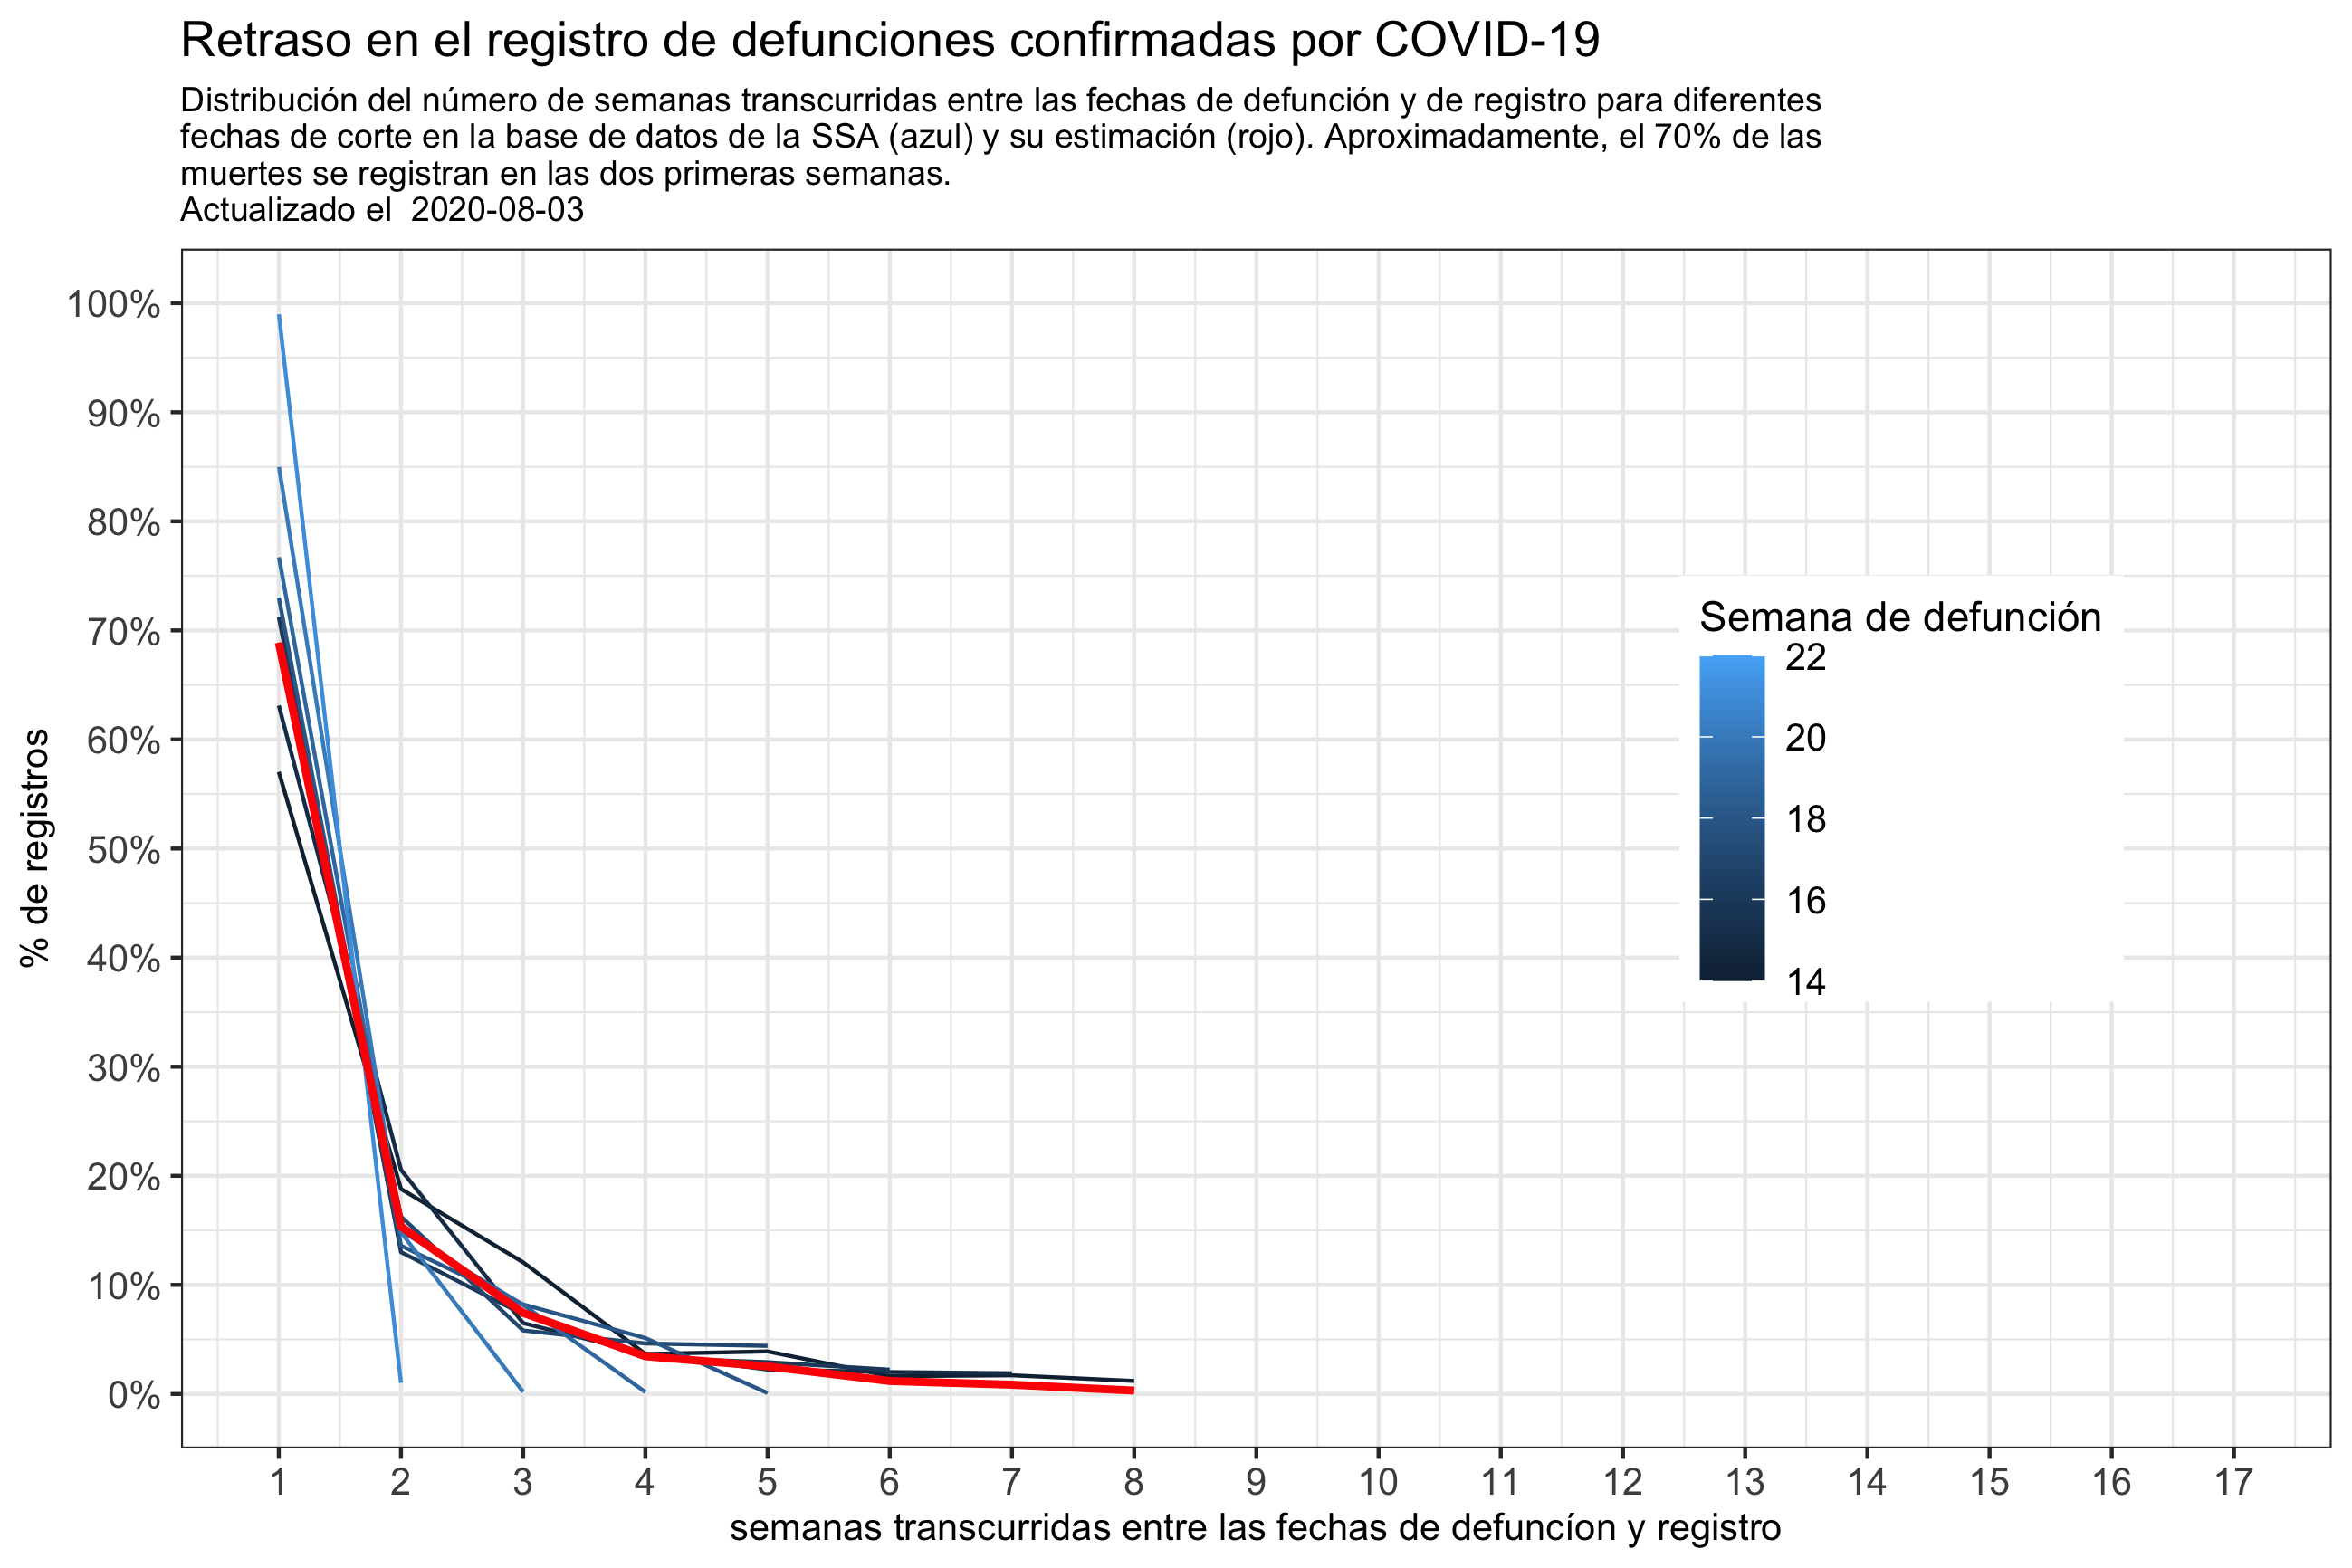 Retraso en el registro de defunciones confirmadas por COVID-19
Distribución del número de semanas transcurridas entre las fechas de defunción y de registro para diferentes
fechas de corte en la base de datos de la SSA (azul) y su estimación (rojo). Aproximadamente, el 70% de las
muertes se registran en las dos primeras semanas.
Actualizado el  2020-08-03
% de registros
100%
90%
80%
70%
60%
50%
40%
30%
20%
10%
0%
Semana de defunción
22
20
18
16
14
1 2 3 4 5 6 7 8 9 10 11 12 13 14 15 16 17
semanas transcurridas entre las fechas de defuncíon y registro